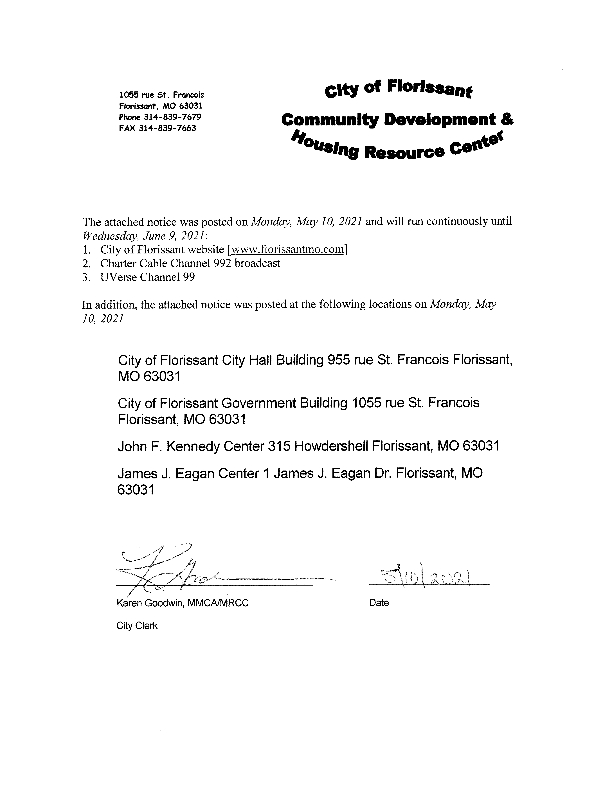 1055 rue St. Francois
Florissant, MO 63031
Phone 314-839-7679
FAX 314-839-7663
City of Florissant
Community Development &
Housing Resource Center
The attached notice was posted on Monday, May 10, 2021 and will run continuously until
Wednesday, June 9, 2021:
1. City of Florissant website [www.florissantmo.com]
2. Charter Cable Channel 992 broadcast
3. UVerse Channel 99
In addition, the attached notice was posted at the following locations on Monday, May
10, 2021
City of Florissant City Hall Building 955 rue St. Francois Florissant,
MO 63031
City of Florissant Government Building 1055 rue St. Francois
Florissant, MO 63031
John F. Kennedy Center 315 Howdershell Florissant, MO 63031
James J. Eagan Center 1 James J. Eagan Dr. Florissant, MO
63031
5/10/2021
Karen Goodwin, MMCA/MRCC
Date
City Clerk